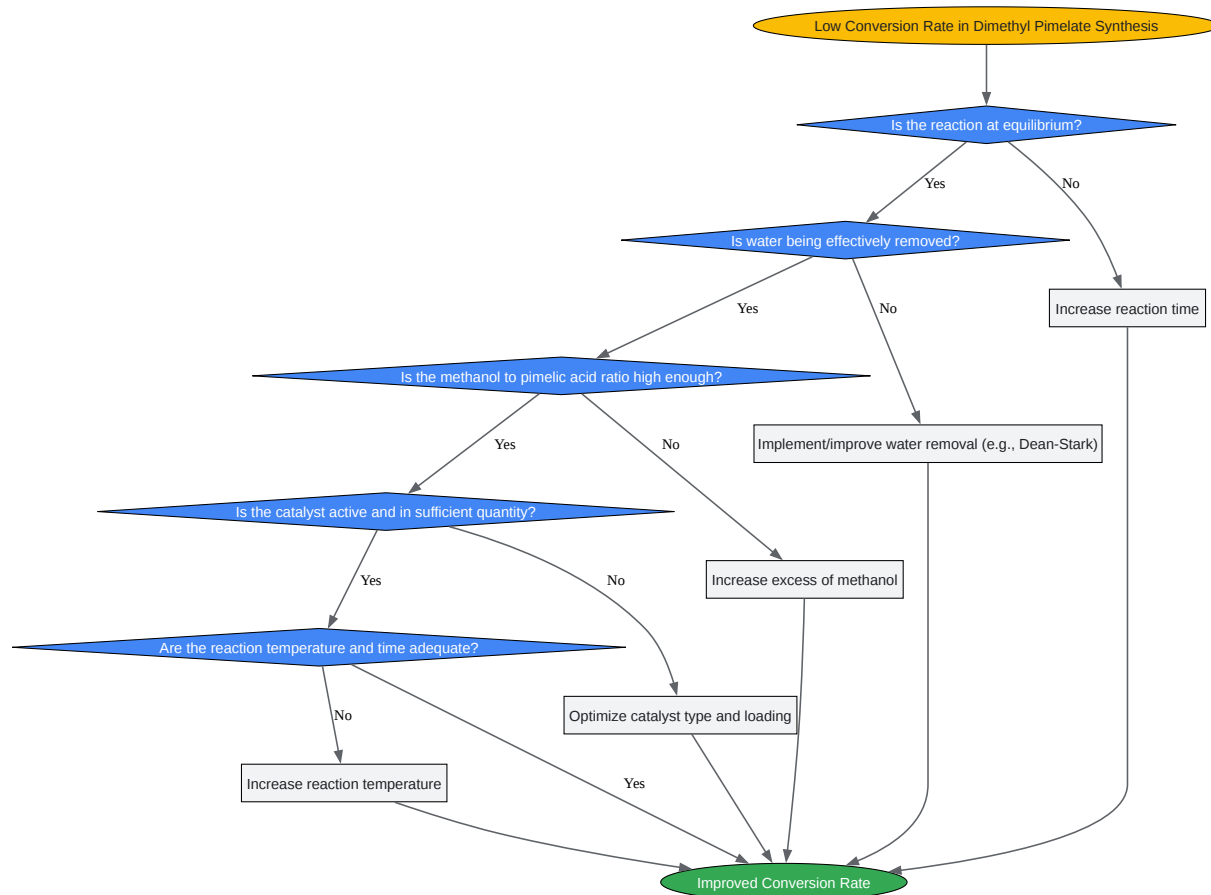 Low Conversion Rate in Dimethyl Pimelate Synthesis
Is the reaction at equilibrium?
Yes
No
Is water being effectively removed?
Increase reaction time
Yes
No
Is the methanol to pimelic acid ratio high enough?
Implement/improve water removal (e.g., Dean-Stark)
Yes
No
Is the catalyst active and in sufficient quantity?
Increase excess of methanol
Yes
No
Are the reaction temperature and time adequate?
Optimize catalyst type and loading
No
Yes
Increase reaction temperature
Improved Conversion Rate